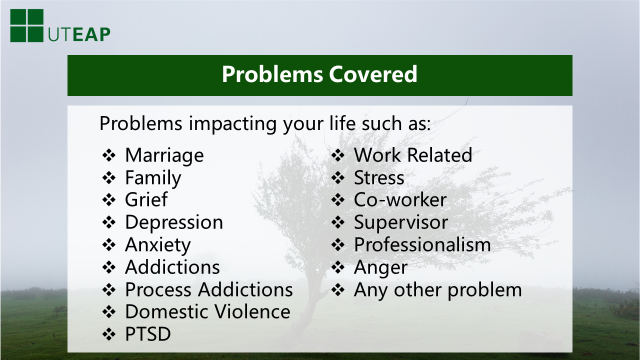 UTEAP
Problems Covered
Problems impacting your life such as:
❖ Marriage
❖ Family
❖ Grief
❖ Depression
❖ Anxiety
❖ Addictions
❖ Process Addictions
❖ Domestic Violence
❖ PTSD
❖ Work Related
❖ Stress
❖ Co-worker
❖ Supervisor
❖ Professionalism
❖ Anger
❖ Any other problem